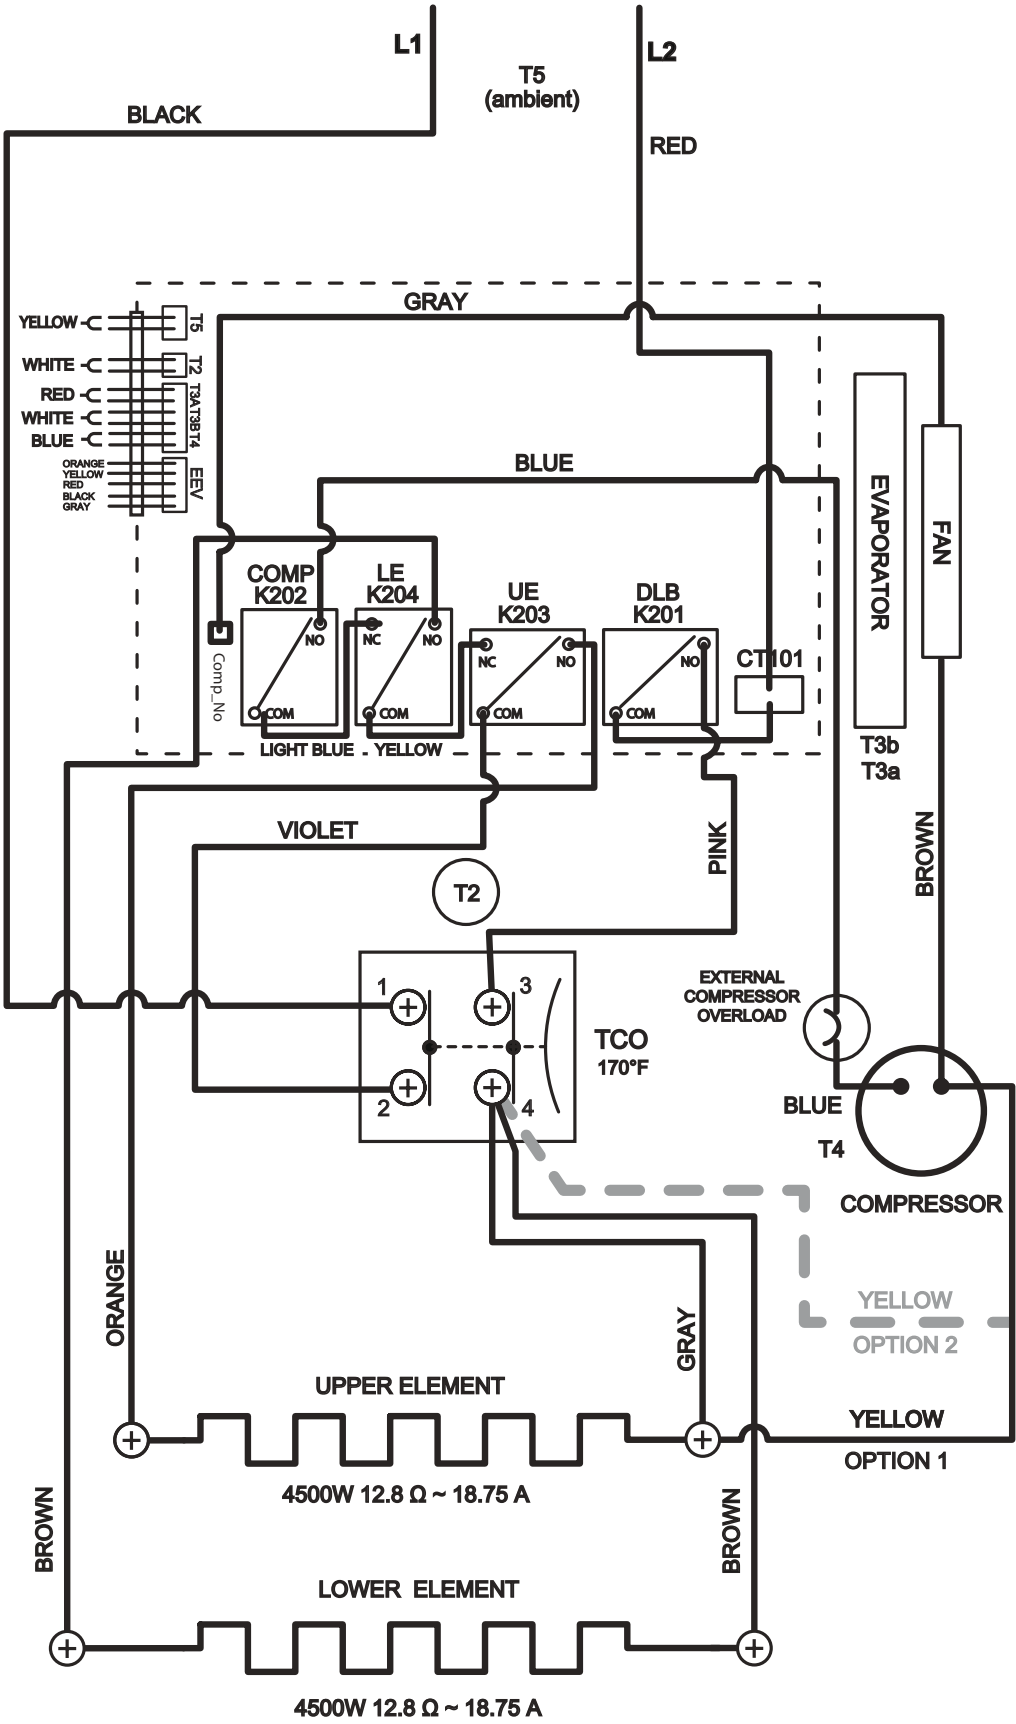 L1
L2
T5
(ambient)
BLACK
RED
GRAY
YELLOW
T5
WHITE
T2
RED
T3A
WHITE
T3B
BLUE
T4
ORANGE
YELLOW
RED
BLACK
GRAY
EEV
BLUE
EVAPORATOR
FAN
COMP
K202
LE
K204
UE
K203
DLB
K201
NO
NC
NO
NC
NO
NO
CT101
Comp_No
COM
COM
COM
COM
LIGHT BLUE
YELLOW
T3b
T3a
VIOLET
PINK
BROWN
T2
EXTERNAL
COMPRESSOR
OVERLOAD
1
3
TCO
170°F
2
4
BLUE
T4
COMPRESSOR
ORANGE
GRAY
YELLOW
OPTION 2
UPPER ELEMENT
YELLOW
OPTION 1
4500W 12.8 Ω ~ 18.75 A
BROWN
BROWN
LOWER ELEMENT
4500W 12.8 Ω ~ 18.75 A